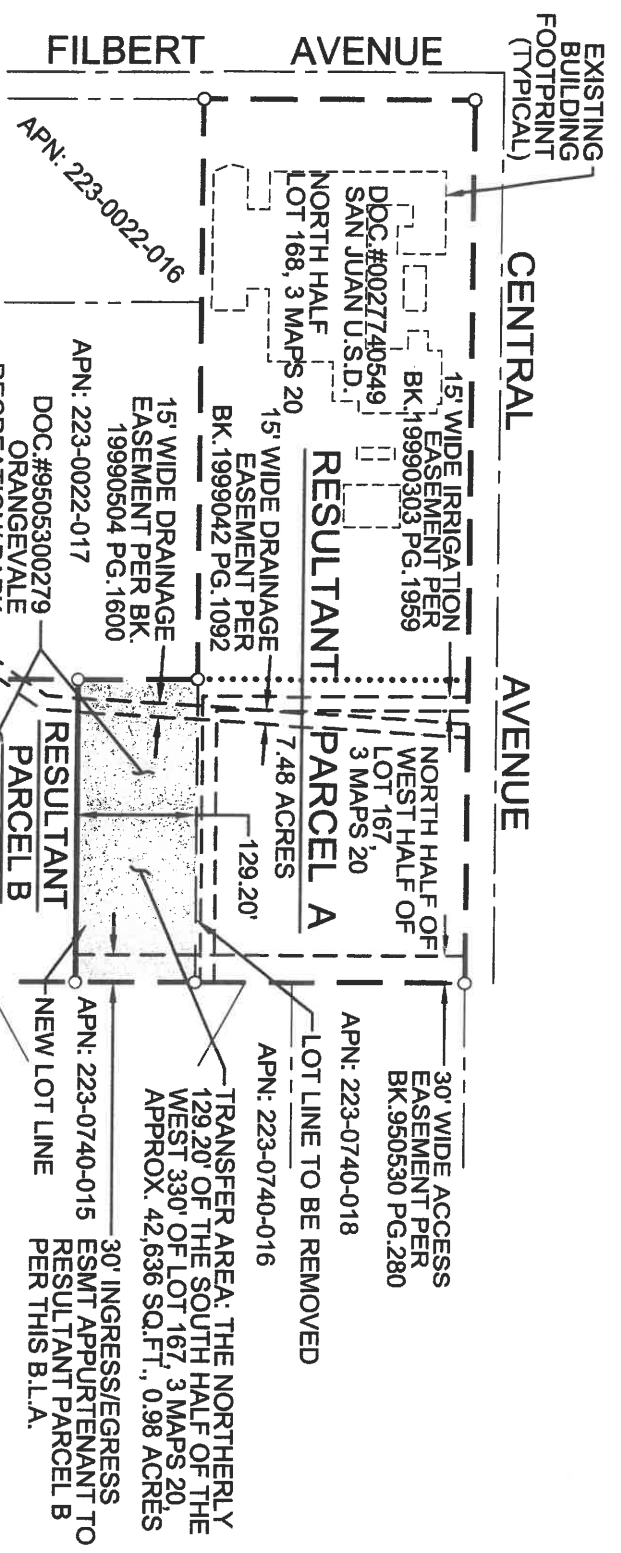 EXISTING
BUILDING
FOOTPRINT
(TYPICAL)
CENTRAL
AVENUE
FILBERT
AVENUE
APN: 223-0022-016
DOC.#0027740549
SAN JUAN U.S.D.
NORTH HALF
LOT 168, 3 MAPS 20
15' WIDE IRRIGATION
EASEMENT PER
BK.19990303 PG.1959
RESULTANT PARCEL A
7.48 ACRES
15' WIDE DRAINAGE
EASEMENT PER
BK.1999042 PG.1092
NORTH HALF OF
WEST HALF OF
LOT 167,
3 MAPS 20
15' WIDE DRAINAGE
EASEMENT PER BK.
19990504 PG.1600
APN: 223-0022-017
DOC.#9505300279
ORANGEVALE
129.20'
RESULTANT
PARCEL B
30' WIDE ACCESS
EASEMENT PER
BK.950530 PG.280
APN: 223-0740-018
LOT LINE TO BE REMOVED
APN: 223-0740-016
TRANSFER AREA: THE NORTHERLY
129.20' OF THE SOUTH HALF OF THE
WEST 330' OF LOT 167, 3 MAPS 20,
APPROX. 42,636 SQ.FT., 0.98 ACRES
30' INGRESS/EGRESS
ESMT APPURTENANT TO
RESULTANT PARCEL B
PER THIS B.L.A.
APN: 223-0740-015
NEW LOT LINE